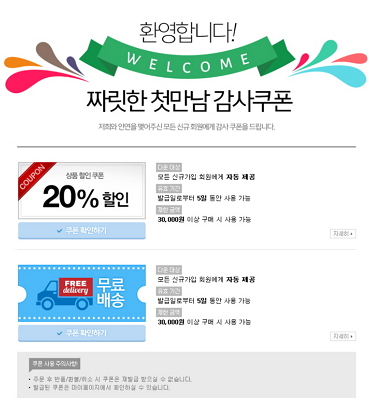 환영합니다!
WELCOME
짜릿한 첫만남 감사쿠폰
저희와 인연을 맺어주신 모든 신규 회원에게 감사 쿠폰을 드립니다.
COUPON
상품 할인 쿠폰
20% 할인
쿠폰 확인하기
다운 대상
모든 신규가입 회원에게 자동 제공
유효 기간
발급일로부터 5일 동안 사용 가능
제한 금액
30,000원 이상 구매 시 사용 가능
자세히
FREE
delivery
무료
배송
쿠폰 확인하기
다운 대상
모든 신규가입 회원에게 자동 제공
유효 기간
발급일로부터 5일 동안 사용 가능
제한 금액
30,000원 이상 구매 시 사용 가능
자세히
쿠폰 사용 주의사항!
• 주문 후 반품/환불/취소 시 쿠폰은 재발급 받으실 수 없습니다.
• 발급된 쿠폰은 마이페이지에서 확인하실 수 있습니다.